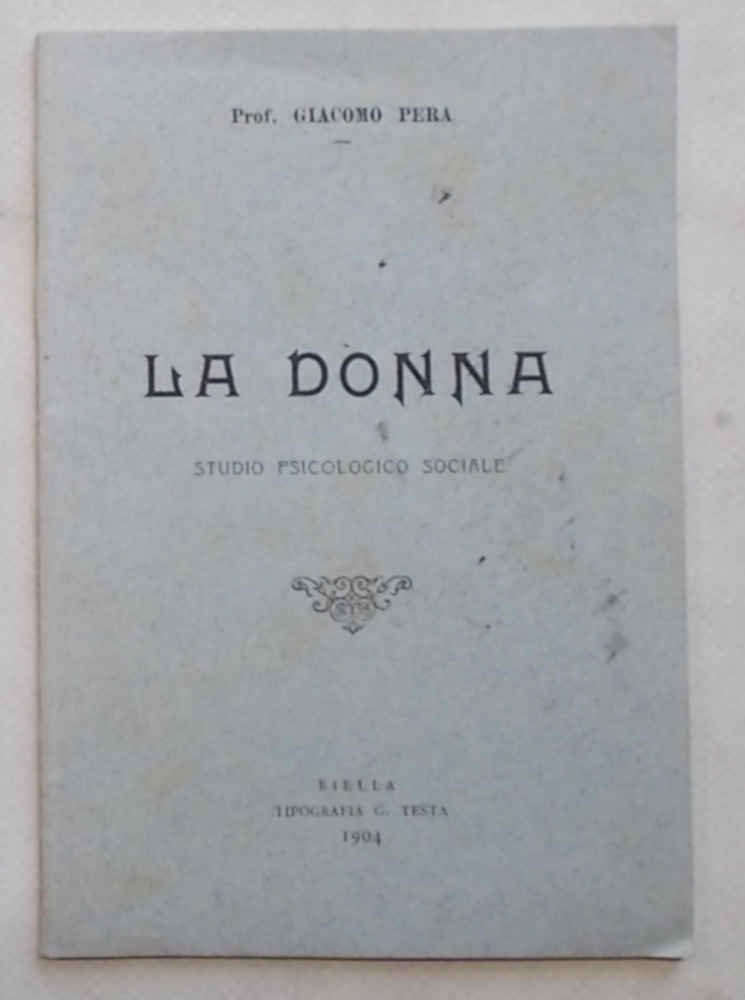 Prof. GIACOMO PERA
LA DONNA
STUDIO PSICOLOGICO SOCIALE
BIELLA
TIPOGRAFIA G. TESTA
1904